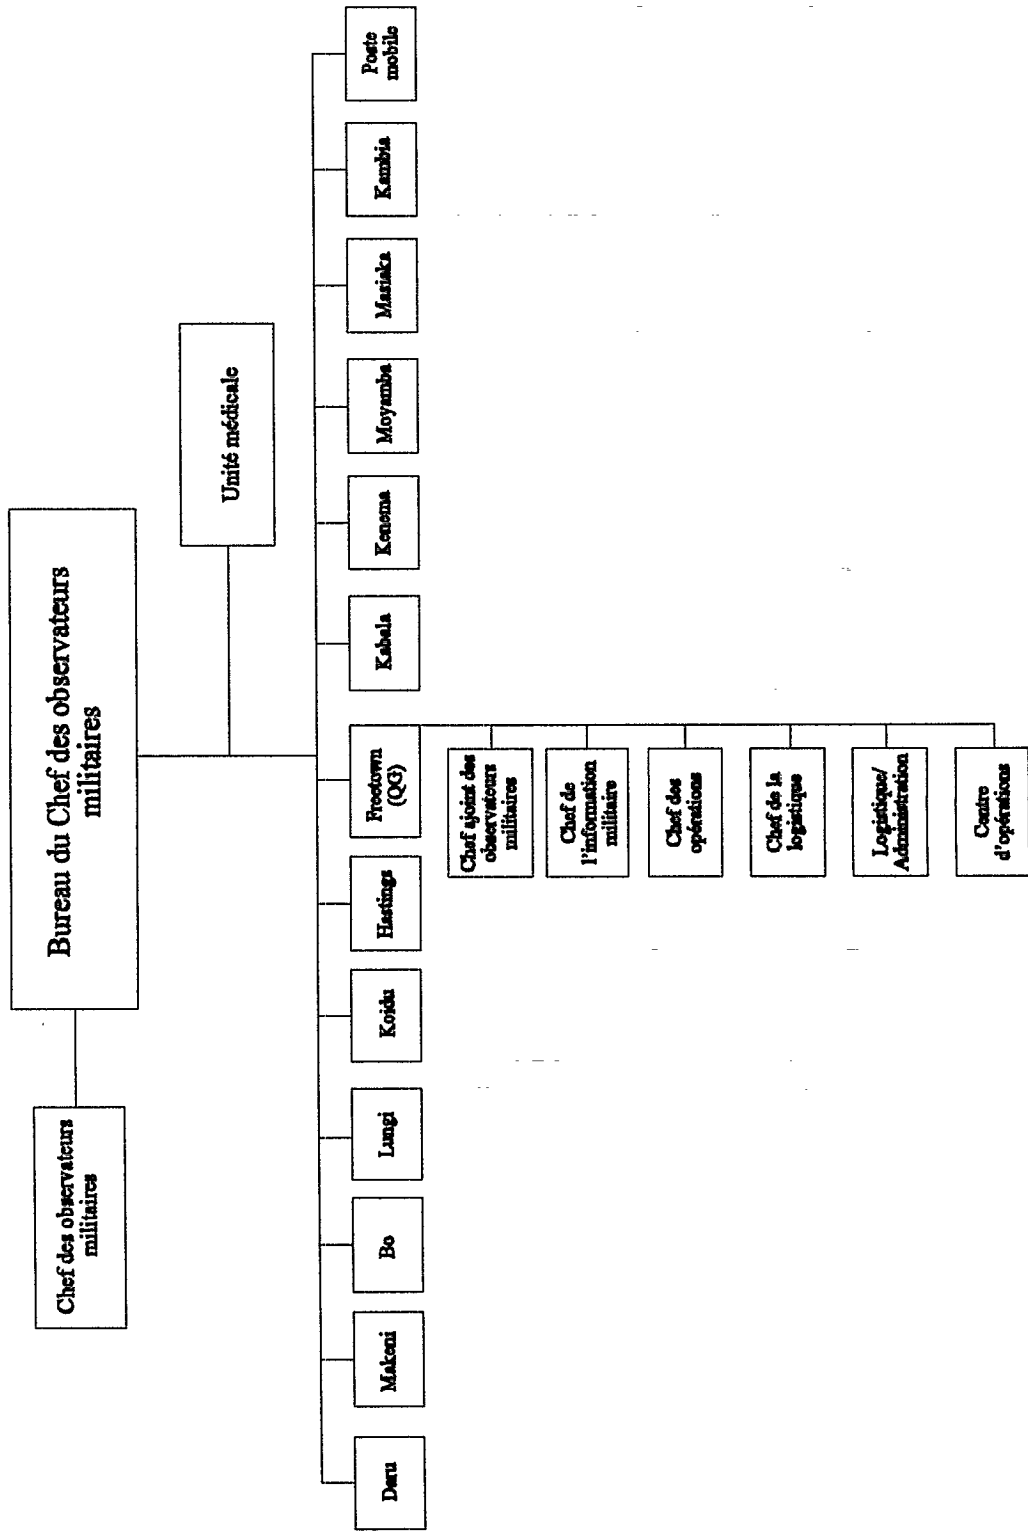 Bureau du Chef des observateurs
militaires
Chef des observateurs
militaires
Unité médicale
Daru
Makeni
Bo
Lungi
Koidu
Hastings
Freetown
(QG)
Kabala
Kenema
Moyamba
Masiaka
Kambia
Poste
mobile
Chef ajoint des
observateurs
militaires
Chef de
l'information
militaire
Chef des
opérations
Chef de la
logistique
Logistique/
Administration
Centre
d'opérations